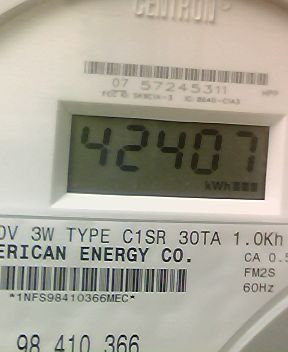 CENTRON
07 57245311
42407
kWh
0V 3W TYPE C1SR 30TA 1.0Kh
ERICAN ENERGY CO. CA 0.5
FM2S
*1NFS98410366MEC* 60Hz
98 410 366